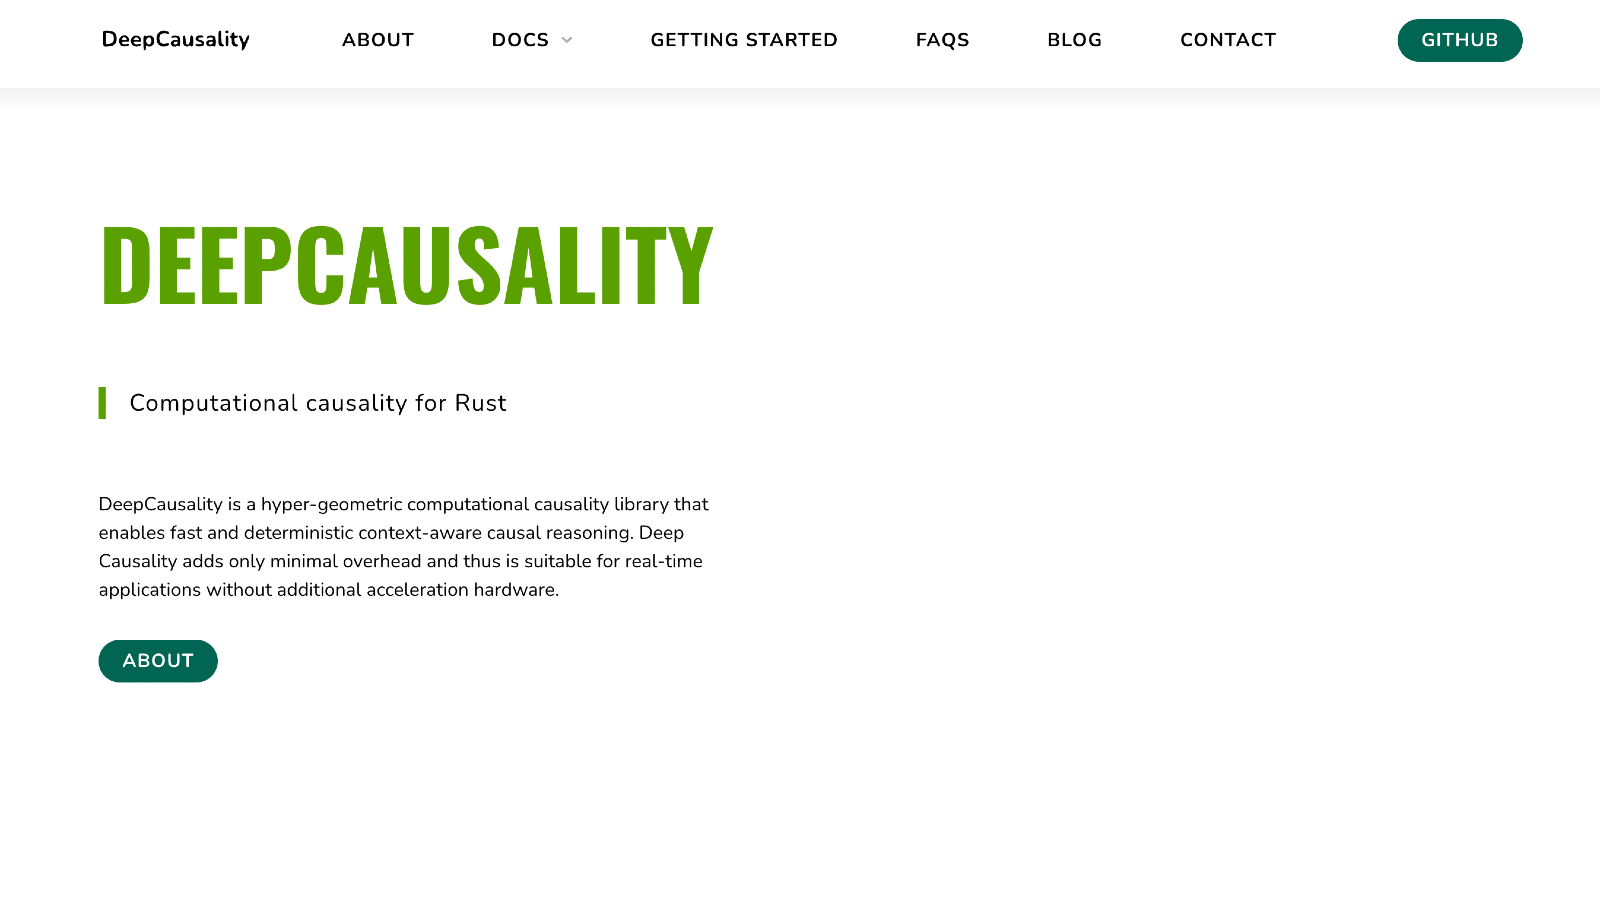 DeepCausality
ABOUT
DOCS
GETTING STARTED
FAQS
BLOG
CONTACT
GITHUB
DEEPCAUSALITY
Computational causality for Rust
DeepCausality is a hyper-geometric computational causality library that
enables fast and deterministic context-aware causal reasoning. Deep
Causality adds only minimal overhead and thus is suitable for real-time
applications without additional acceleration hardware.
ABOUT